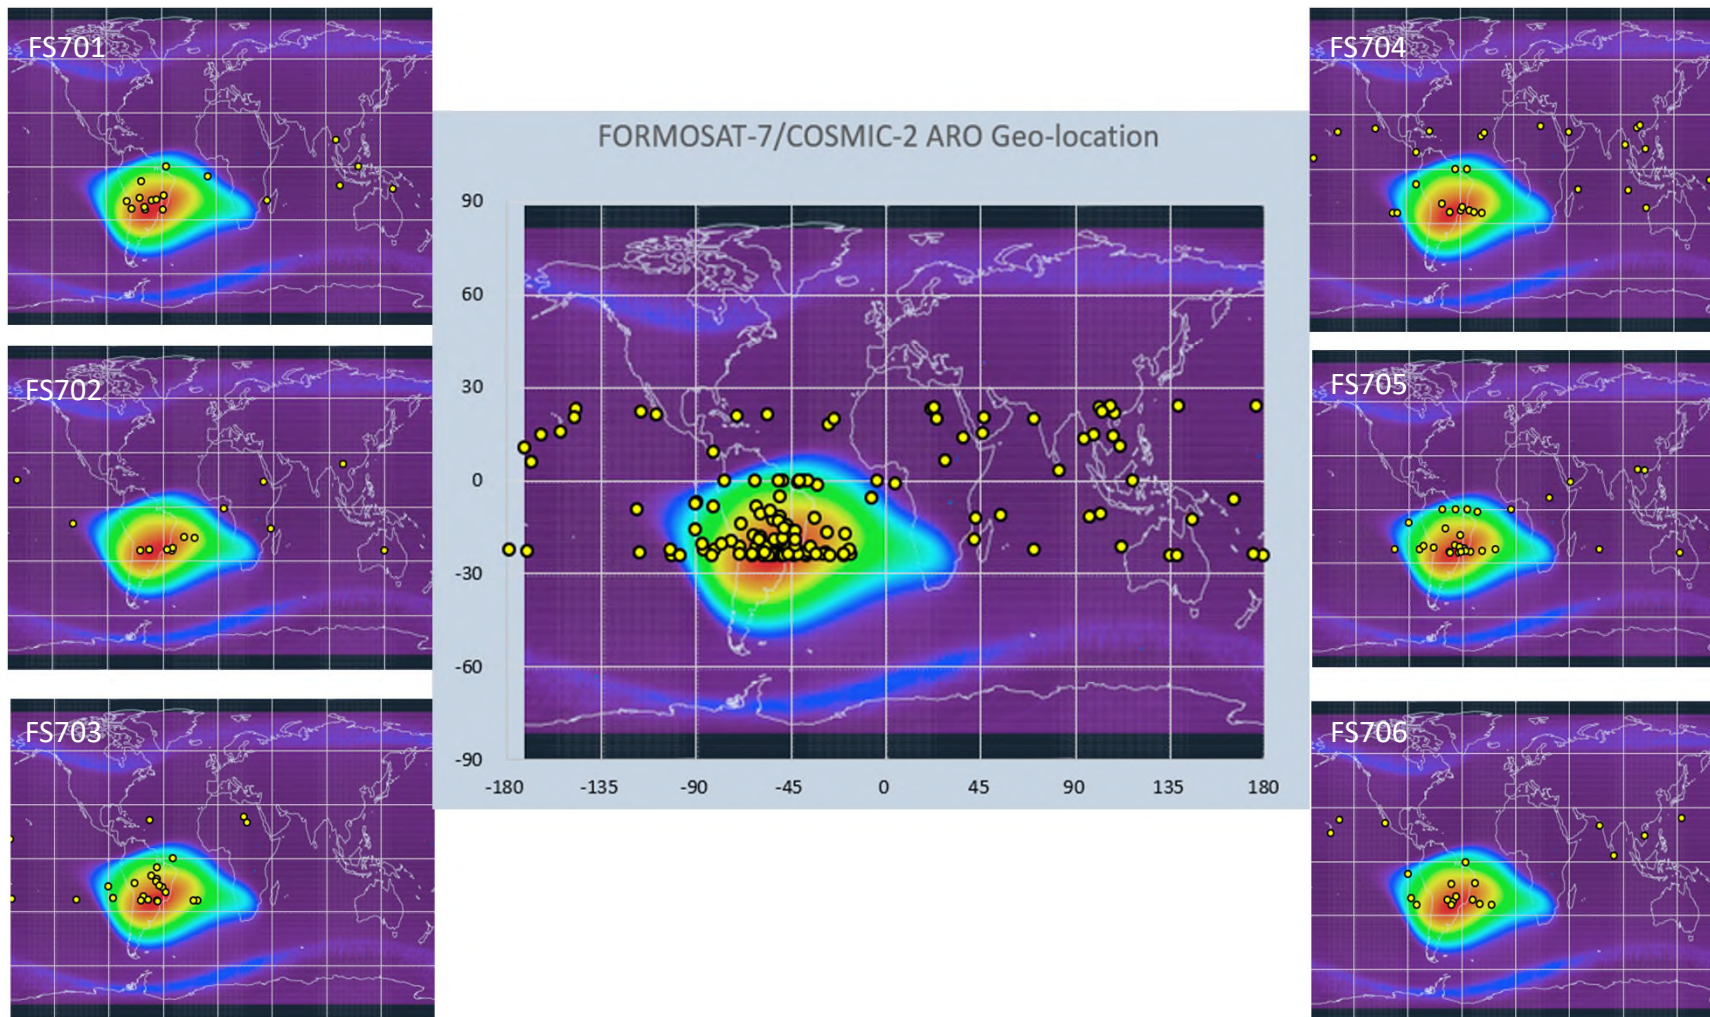 FS701
FS704
FORMOSAT-7/COSMIC-2 ARO Geo-location
90
60
30
0
-30
-60
-90
-180 -135 -90 -45 0 45 90 135 180
FS702
FS705
FS703
FS706